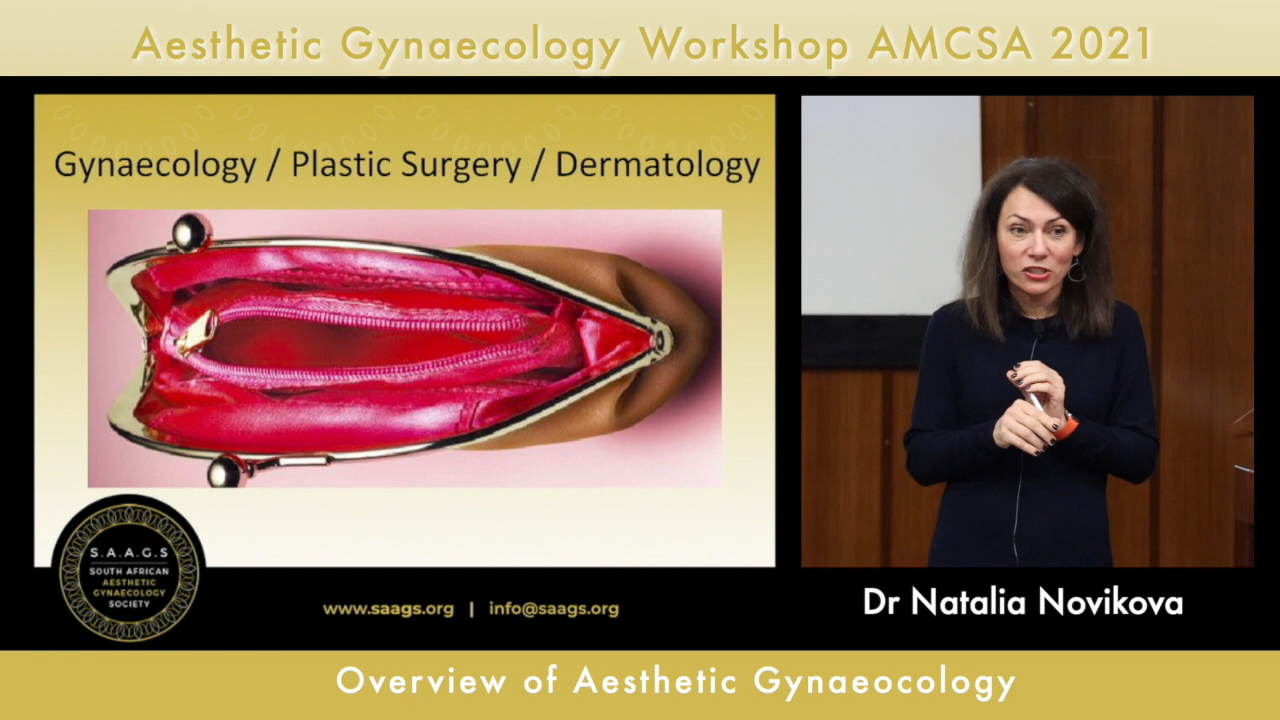 Aesthetic Gynaecology Workshop AMCSA 2021
Gynaecology / Plastic Surgery / Dermatology
S.A.A.G.S
SOUTH AFRICAN
AESTHETIC
GYNAECOLOGY
SOCIETY
www.saags.org | info@saags.org
Dr Natalia Novikova
Overview of Aesthetic Gynaeocology